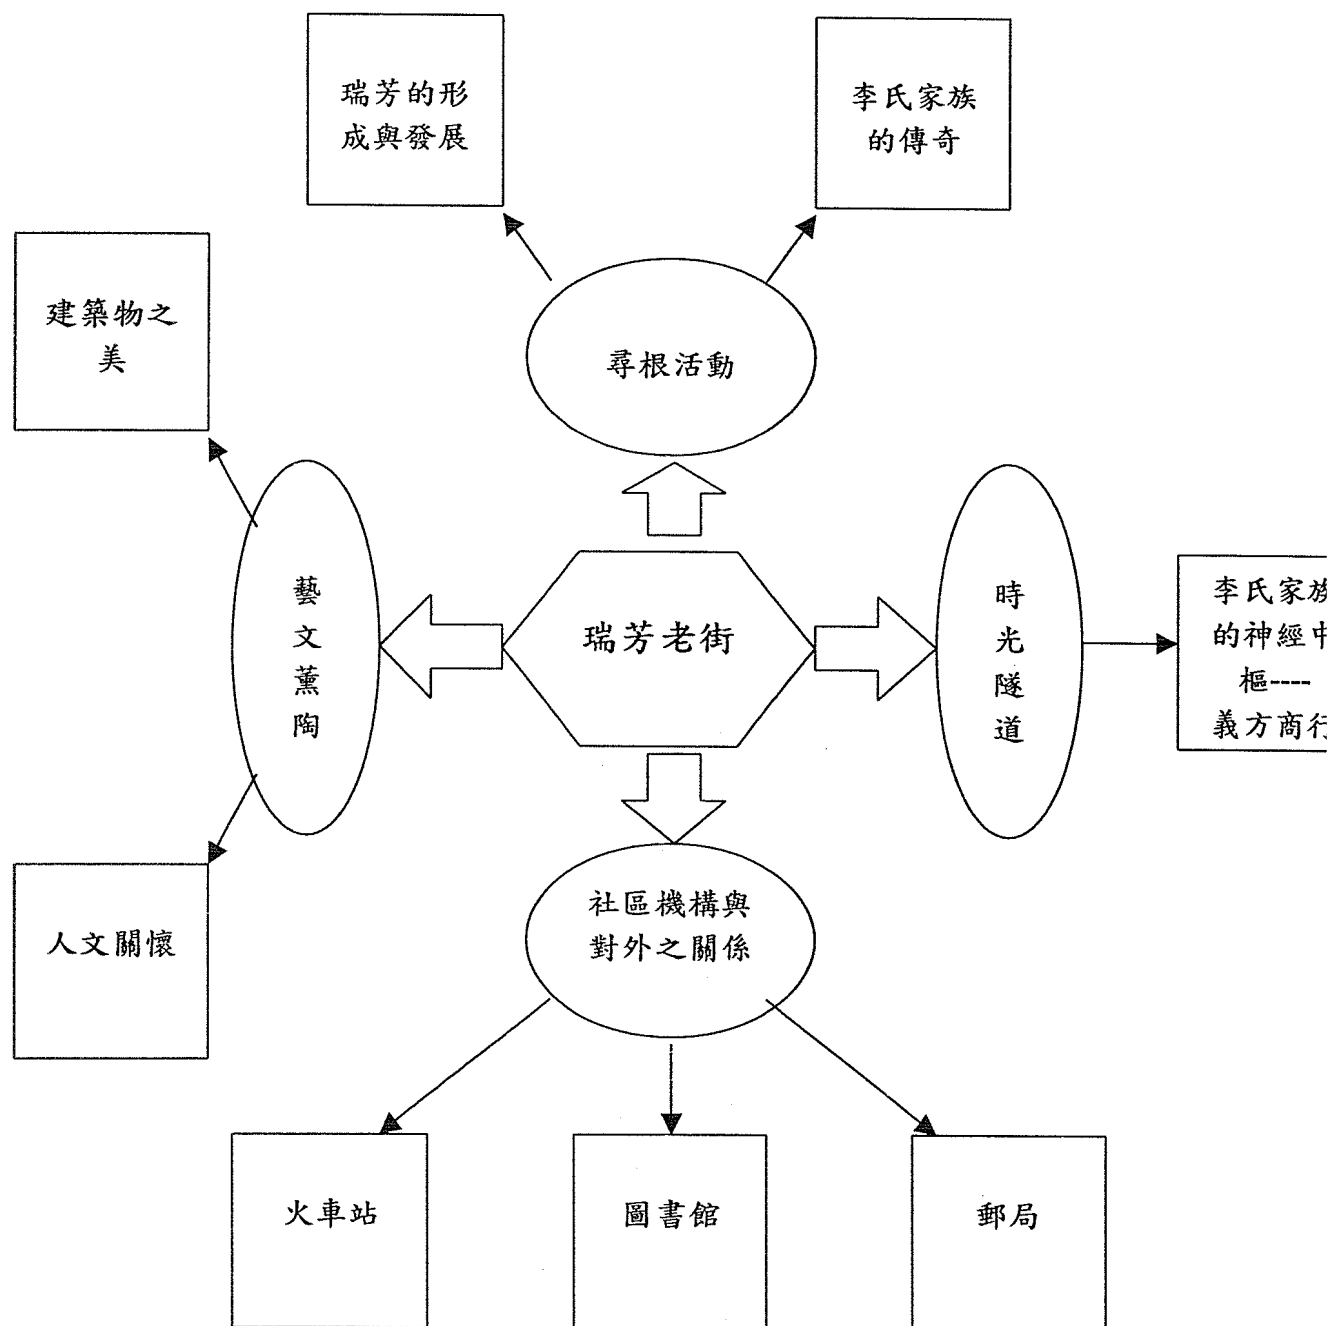 瑞芳的形
成與發展
李氏家族
的傳奇
建築物之
美
尋根活動
藝文薰陶
瑞芳老街
時光隧道
李氏家族
的神經中
樞----
義方商行
社區機構與
對外之關係
人文關懷
火車站
圖書館
郵局